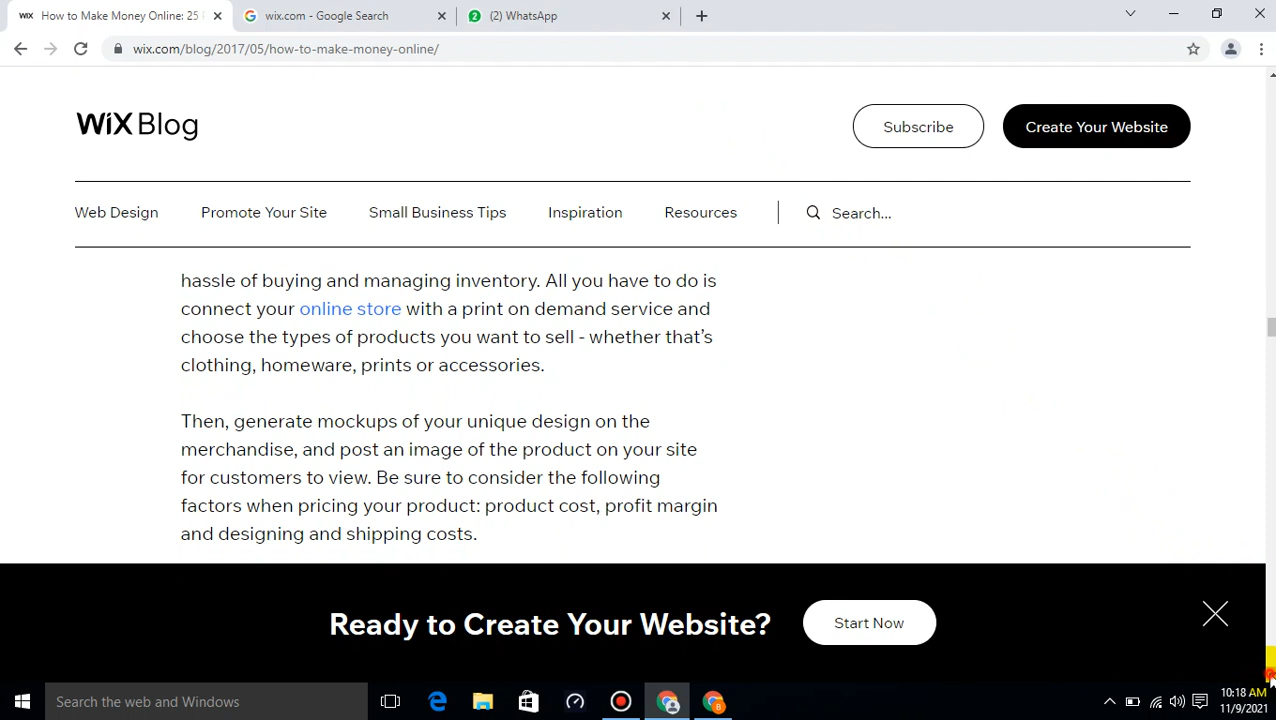 WiX How to Make Money Online: 25
wix.com - Google Search
(2) WhatsApp
wix.com/blog/2017/05/how-to-make-money-online/
WiX Blog
Subscribe
Create Your Website
Web Design
Promote Your Site
Small Business Tips
Inspiration
Resources
Search...
hassle of buying and managing inventory. All you have to do is
connect your online store with a print on demand service and
choose the types of products you want to sell - whether that's
clothing, homeware, prints or accessories.
Then, generate mockups of your unique design on the
merchandise, and post an image of the product on your site
for customers to view. Be sure to consider the following
factors when pricing your product: product cost, profit margin
and designing and shipping costs.
Ready to Create Your Website?
Start Now
Search the web and Windows
10:18 AM
11/9/2021